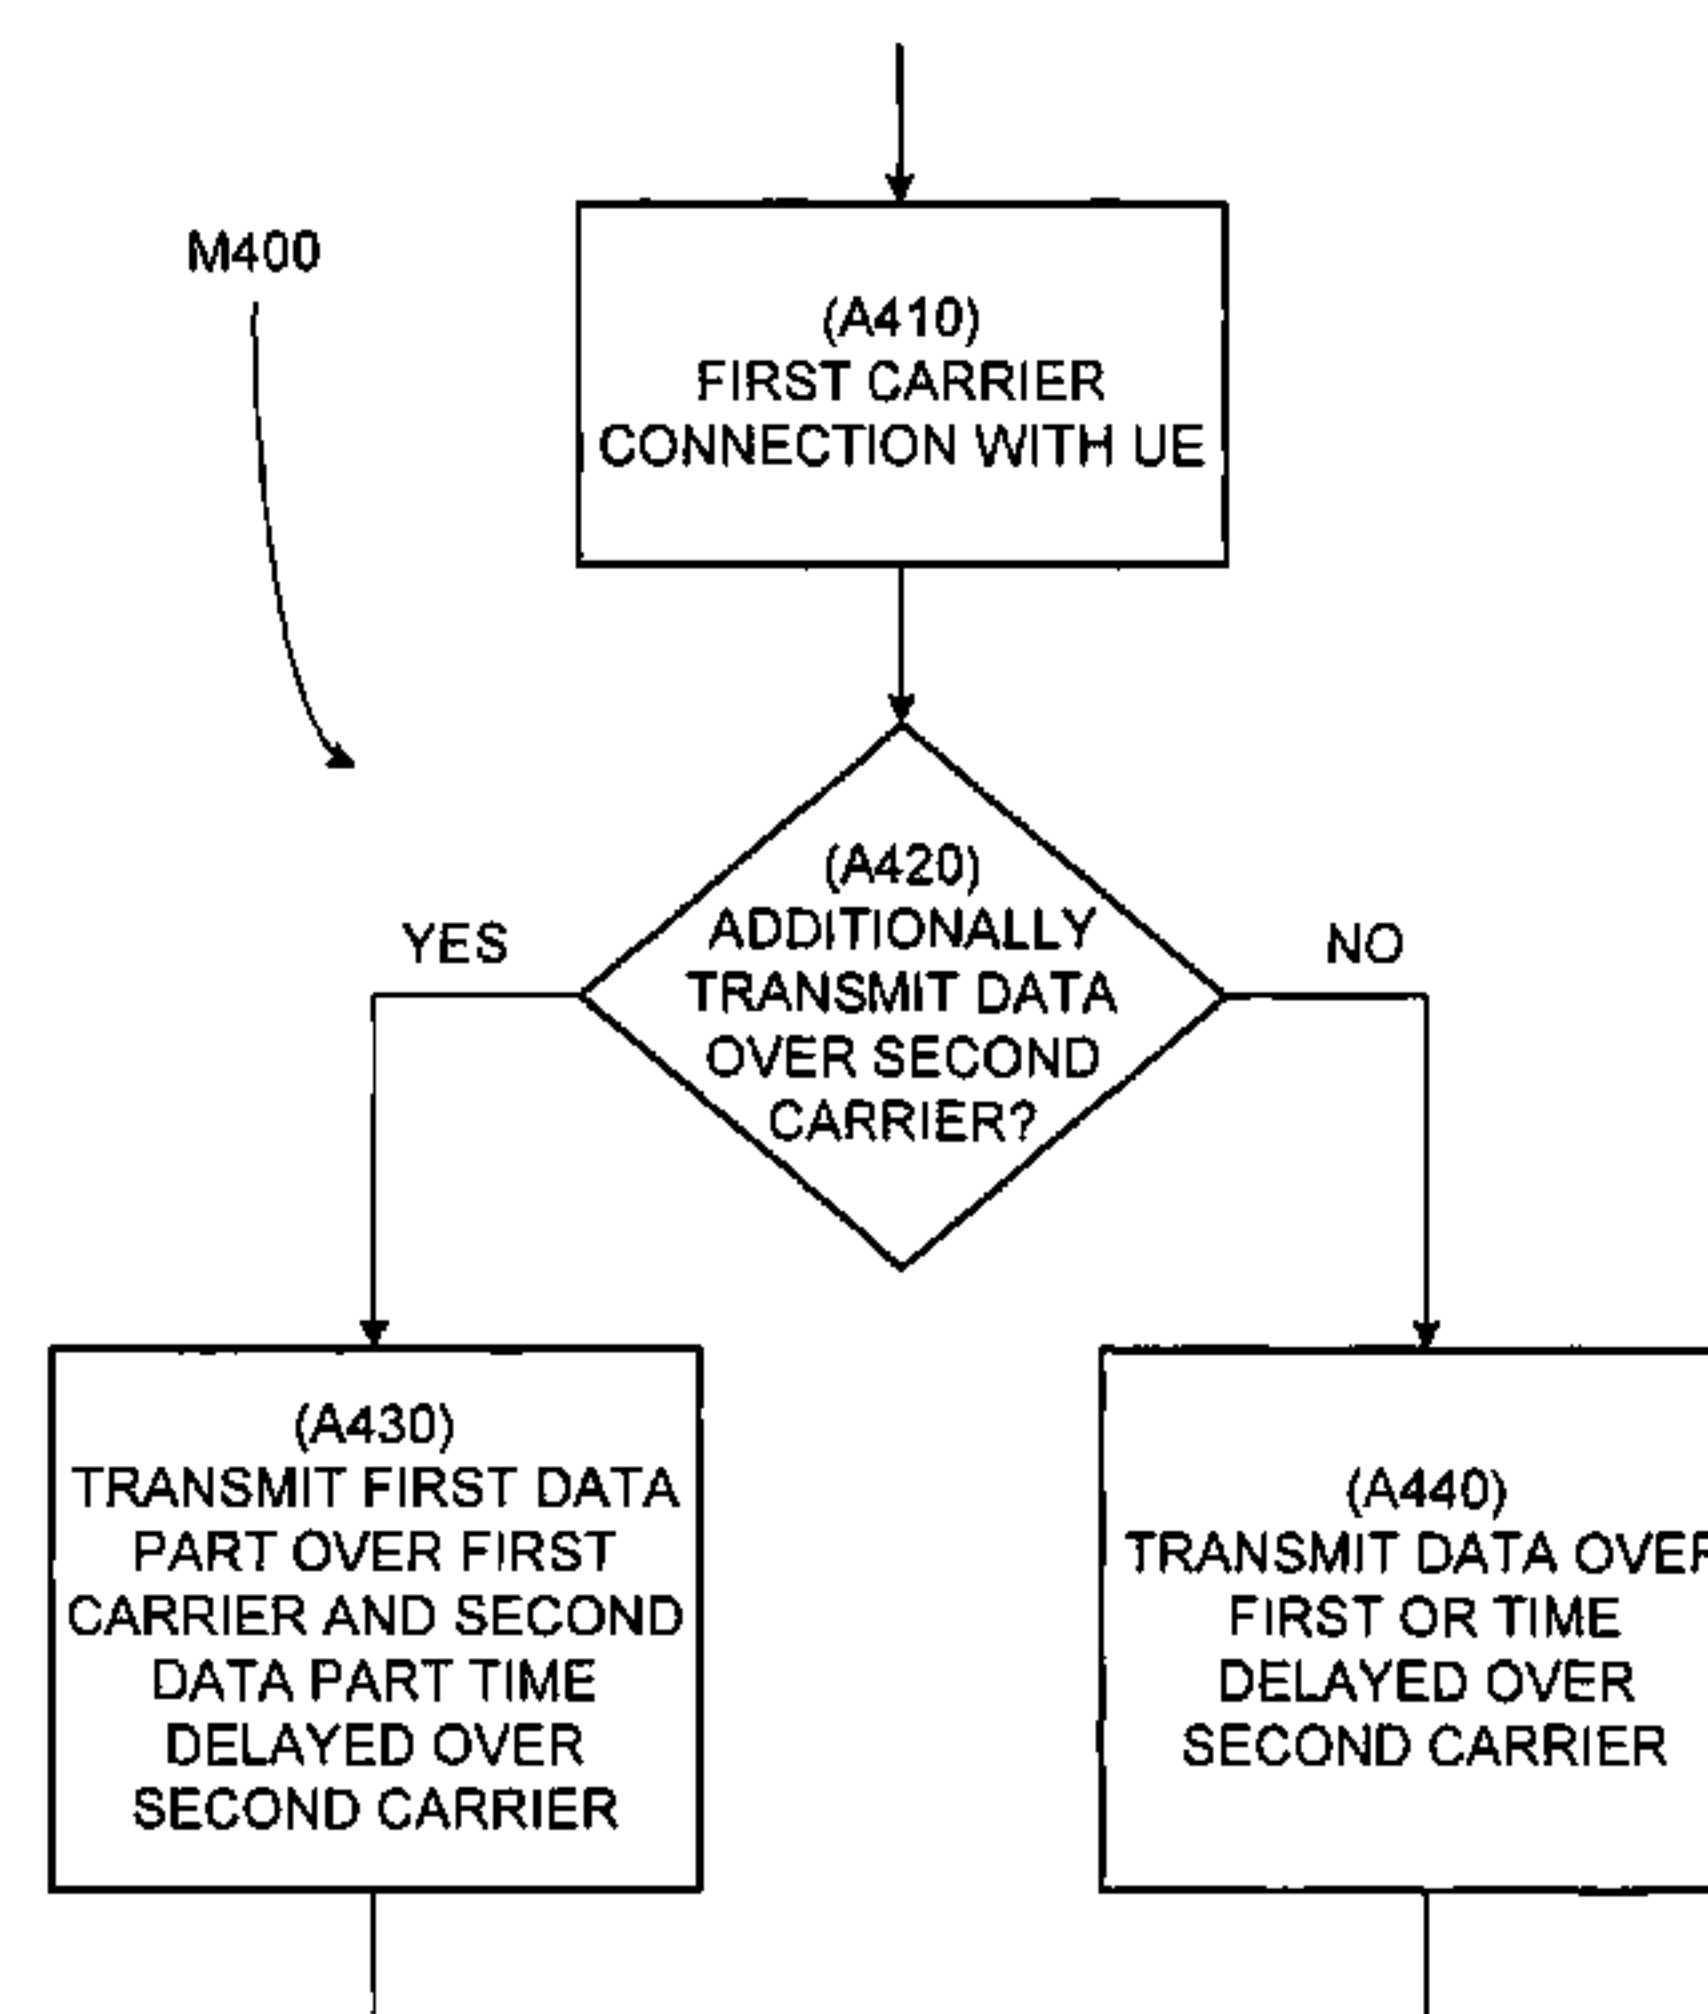 M400
(A410)
FIRST CARRIER
CONNECTION WITH UE
(A420)
ADDITIONALLY
TRANSMIT DATA
OVER SECOND
CARRIER?
YES
NO
(A430)
TRANSMIT FIRST DATA
PART OVER FIRST
CARRIER AND SECOND
DATA PART TIME
DELAYED OVER
SECOND CARRIER
(A440)
TRANSMIT DATA OVER
FIRST OR TIME
DELAYED OVER
SECOND CARRIER